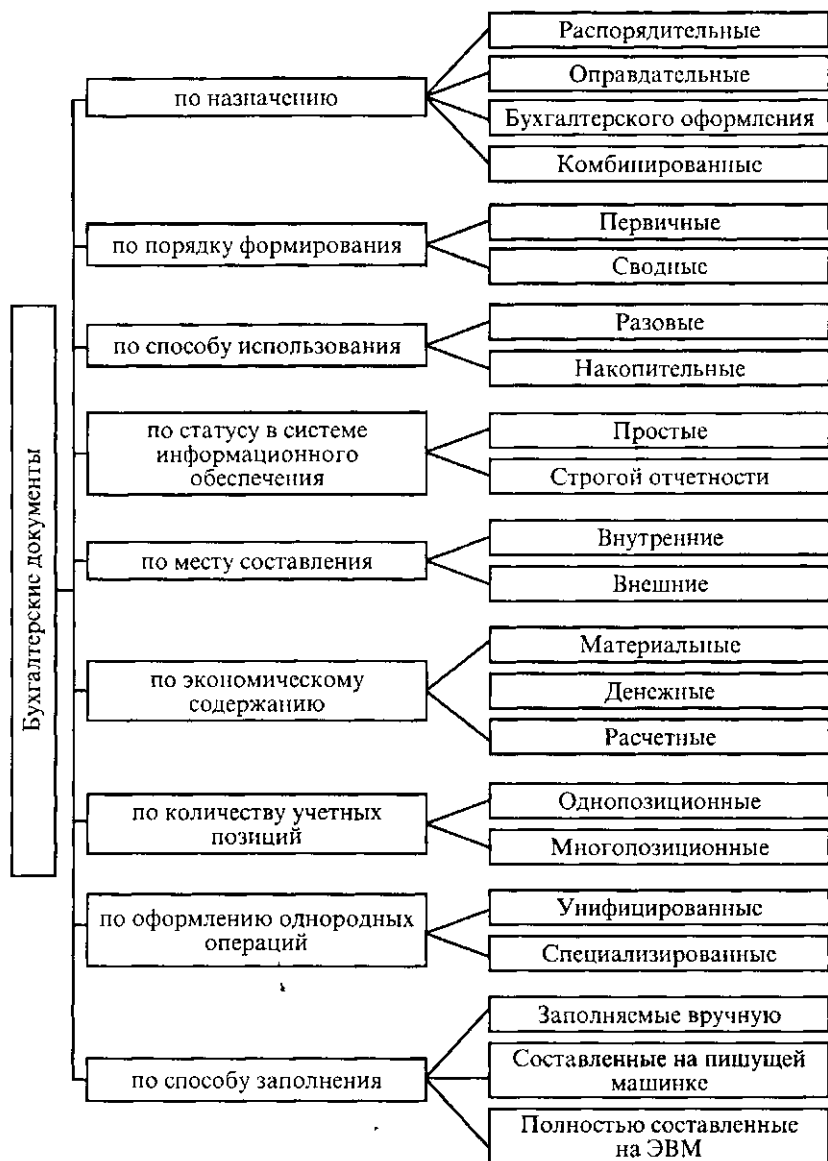 Бухгалтерские документы
по назначению
Распорядительные
Оправдательные
Бухгалтерского оформления
Комбинированные
по порядку формирования
Первичные
Сводные
по способу использования
Разовые
Накопительные
по статусу в системе
информационного
обеспечения
Простые
Строгой отчетности
по месту составления
Внутренние
Внешние
по экономическому
содержанию
Материальные
Денежные
Расчетные
по количеству учетных
позиций
Однопозиционные
Многопозиционные
по оформлению однородных
операций
Унифицированные
Специализированные
по способу заполнения
Заполняемые вручную
Составленные на пишущей
машинке
Полностью составленные
на ЭВМ